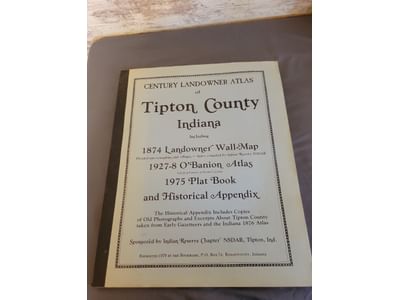 CENTURY LANDOWNER ATLAS
of
Tipton County
Indiana
Including
1874 Landowner Wall-Map
1927-8 O'Banion Atlas
1975 Plat Book
and Historical Appendix
The Historical Appendix Includes Copies
of Old Photographs and Excerpts About Tipton County
taken from Early Gazetteers and the Indiana 1876 Atlas
Sponsored by Indian Reserve Chapter NSDAR, Tipton, Ind.